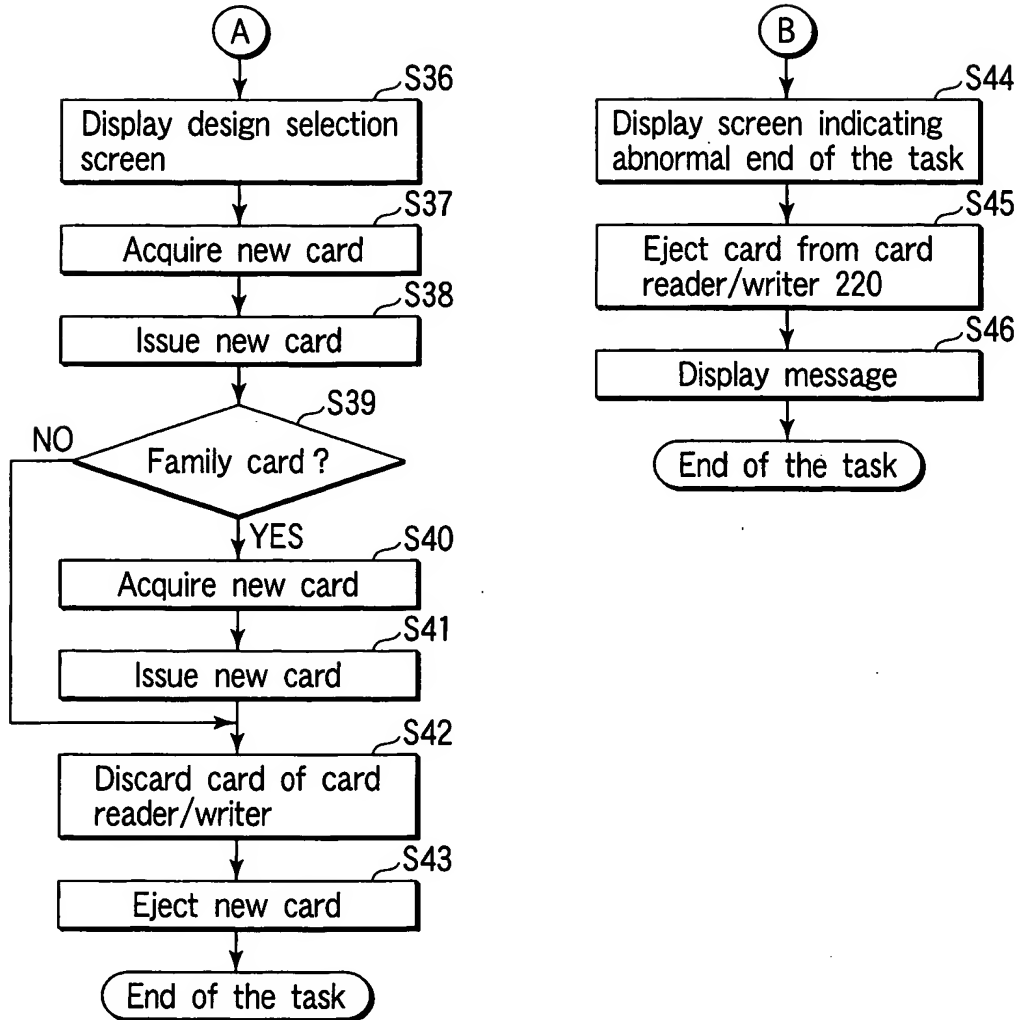 A
S36
Display design selection
screen
S37
Acquire new card
S38
Issue new card
S39
NO
Family card?
YES
S40
Acquire new card
S41
Issue new card
S42
Discard card of card
reader/writer
S43
Eject new card
End of the task
B
S44
Display screen indicating
abnormal end of the task
S45
Eject card from card
reader/writer 220
S46
Display message
End of the task